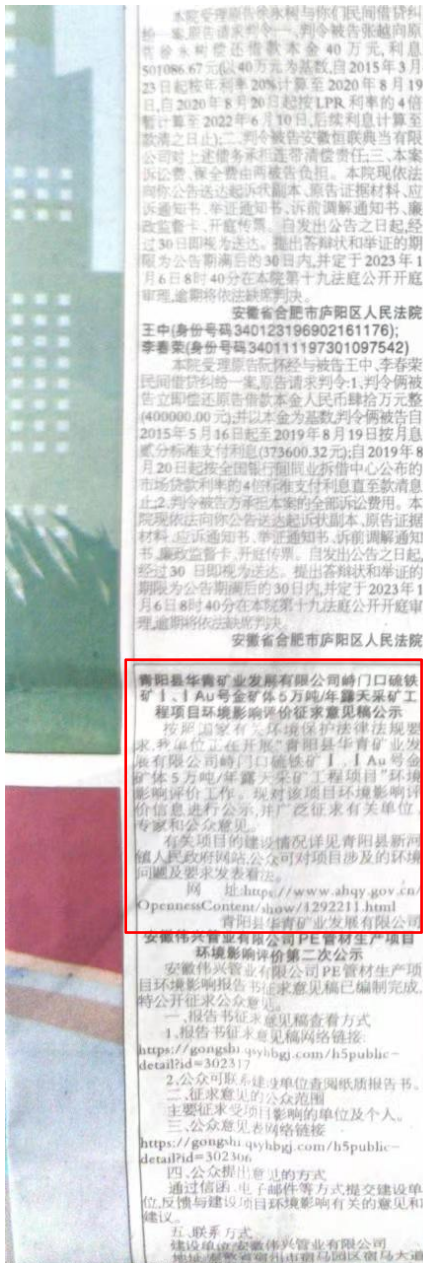 本院受理原告徐永树与你们民间借贷纠
纷一案,原告请求判令:一、判令被告张越向原
告徐永树偿还借款本金40万元,利息
501086.67元(以40万元为基数,自2015年3月
23日起按年利率20%计算至2020年8月19
日,自2020年8月20日起按LPR利率的4倍
暂计算至2022年6月10日,后续利息计算至
款清之日止);二、判令被告安徽恒联典当有限
公司对上述债务承担连带清偿责任;三、本案
诉讼费、保全费由两被告负担。本院现依法
向你公告送达起诉状副本、原告证据材料、应
诉通知书、举证通知书、诉前调解通知书、廉
政监督卡、开庭传票。自发出公告之日起,经
过30日即视为送达。提出答辩状和举证的期
限为公告期满后的30日内,并定于2023年1
月6日8时40分在本院第十九法庭公开开庭
审理,逾期将依法缺席判决。
安徽省合肥市庐阳区人民法院
王中(身份号码340123196902161176);
李春荣(身份号码340111197301097542)
本院受理原告阮怀经与被告王中、李春荣
民间借贷纠纷一案,原告请求判令:1,判令俩被
告立即偿还原告借款本金人民币肆拾万元整
(400000.00元),并以本金为基数,判令俩被告自
2015年5月16日起至2019年8月19日按月息
贰分标准支付利息(373600.32元);自2019年8
月20日起按全国银行间同业拆借中心公布的
市场贷款利率的4倍标准支付利息直至款清息
止;2,判令被告方承担本案的全部诉讼费用。本
院现依法向你公告送达起诉状副本、原告证据
材料、应诉通知书、举证通知书、诉前调解通知
书、廉政监督卡、开庭传票。自发出公告之日起,
经过30日即视为送达。提出答辩状和举证的
期限为公告期满后的30日内,并定于2023年1
月6日8时40分在本院第十九法庭公开开庭审
理,逾期将依法缺席判决。
安徽省合肥市庐阳区人民法院
青阳县华青矿业发展有限公司峙门口硫铁
矿Ⅰ、ⅠAu号金矿体5万吨/年露天采矿工
程项目环境影响评价征求意见稿公示
按照国家有关环境保护法律法规要
求,我单位正在开展“青阳县华青矿业发
展有限公司峙门口硫铁矿Ⅰ、ⅠAu号金
矿体5万吨/年露天采矿工程项目”环境
影响评价工作。现对该项目环境影响评
价信息进行公示,并广泛征求有关单位、
专家和公众意见。
有关项目的建设情况详见青阳县新河
镇人民政府网站,公众可对项目涉及的环境
问题及要求发表看法。
网 址:https://www.ahqy.gov.cn/
OpennessContent/show/1292211.html
青阳县华青矿业发展有限公司
安徽伟兴管业有限公司PE管材生产项目
环境影响评价第二次公示
安徽伟兴管业有限公司PE管材生产项
目环境影响报告书征求意见稿已编制完成,
特公开征求公众意见。
一、报告书征求意见稿查看方式
1,报告书征求意见稿网络链接:
https://gongshi.qsyhbgj.com/h5public-
detail?id=302317
2,公众可联系建设单位查阅纸质报告书。
二、征求意见的公众范围
主要征求受项目影响的单位及个人。
三、公众意见表网络链接
https://gongshi.qsyhbgj.com/h5public-
detail?id=302306
四、公众提出意见的方式
通过信函、电子邮件等方式提交建设单
位,反馈与建设项目环境影响有关的意见和
建议。
五、联系方式
建设单位:安徽伟兴管业有限公司
地址:安徽省宿州市宿马园区宿马大道